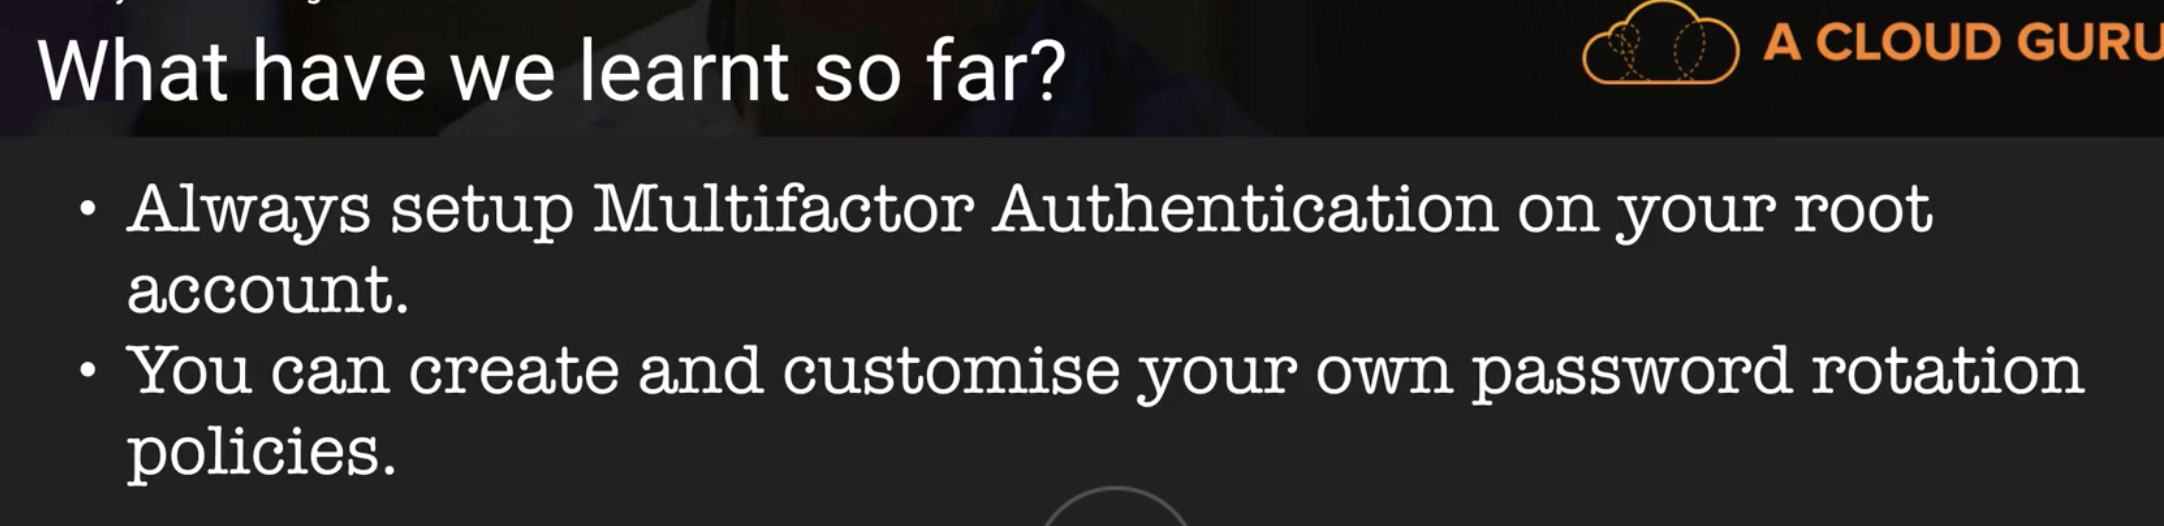 What have we learnt so far?
A CLOUD GURU
• Always setup Multifactor Authentication on your root
account.
• You can create and customise your own password rotation
policies.